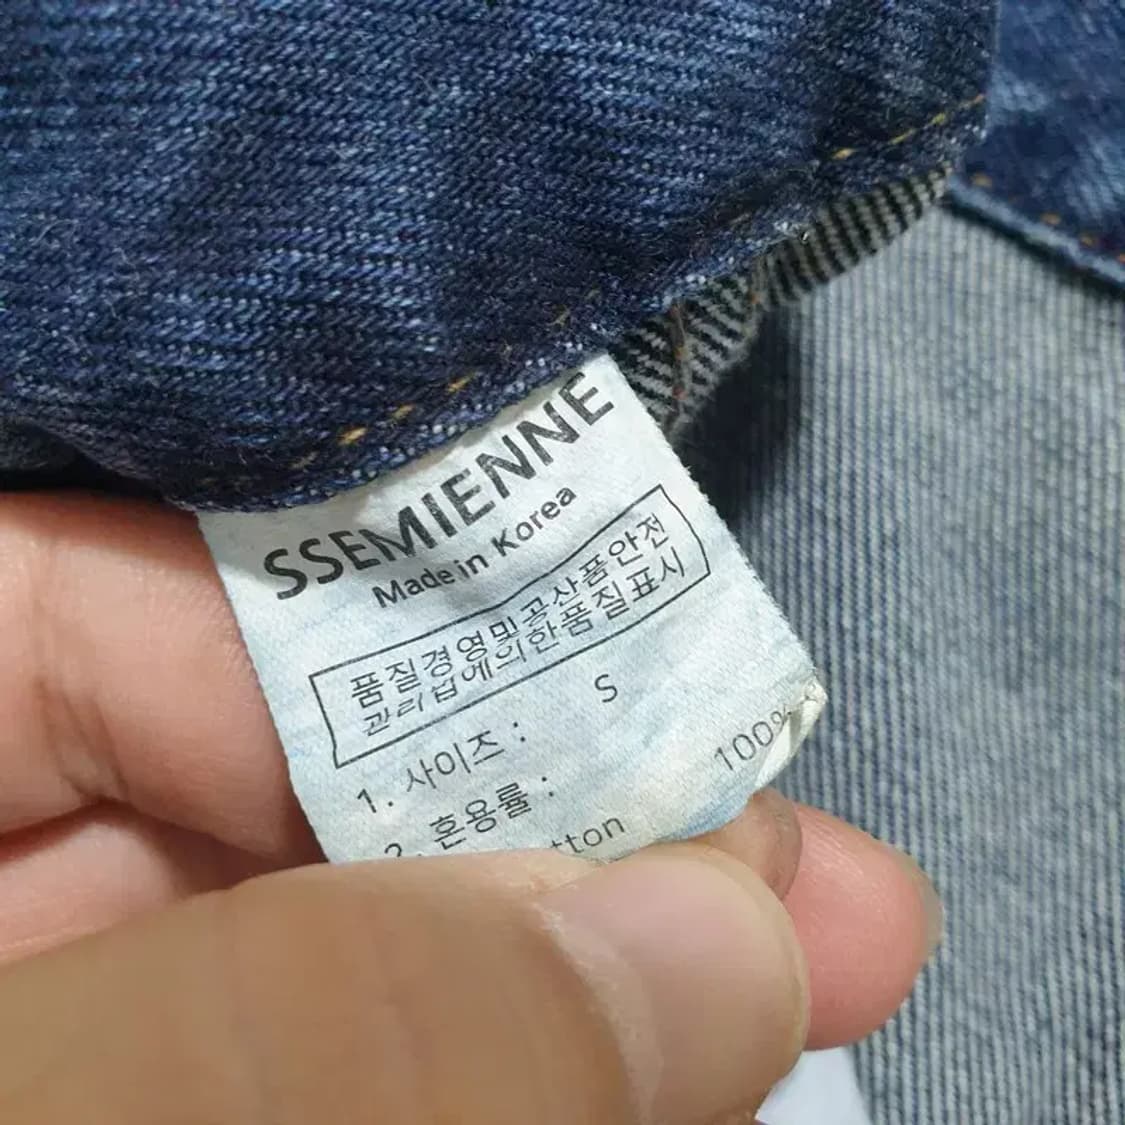 SSEMIENNE
Made in Korea
품질경영및공산품안전
관리법에의한품질표시
1. 사이즈 : S
2. 혼용률 :
100%